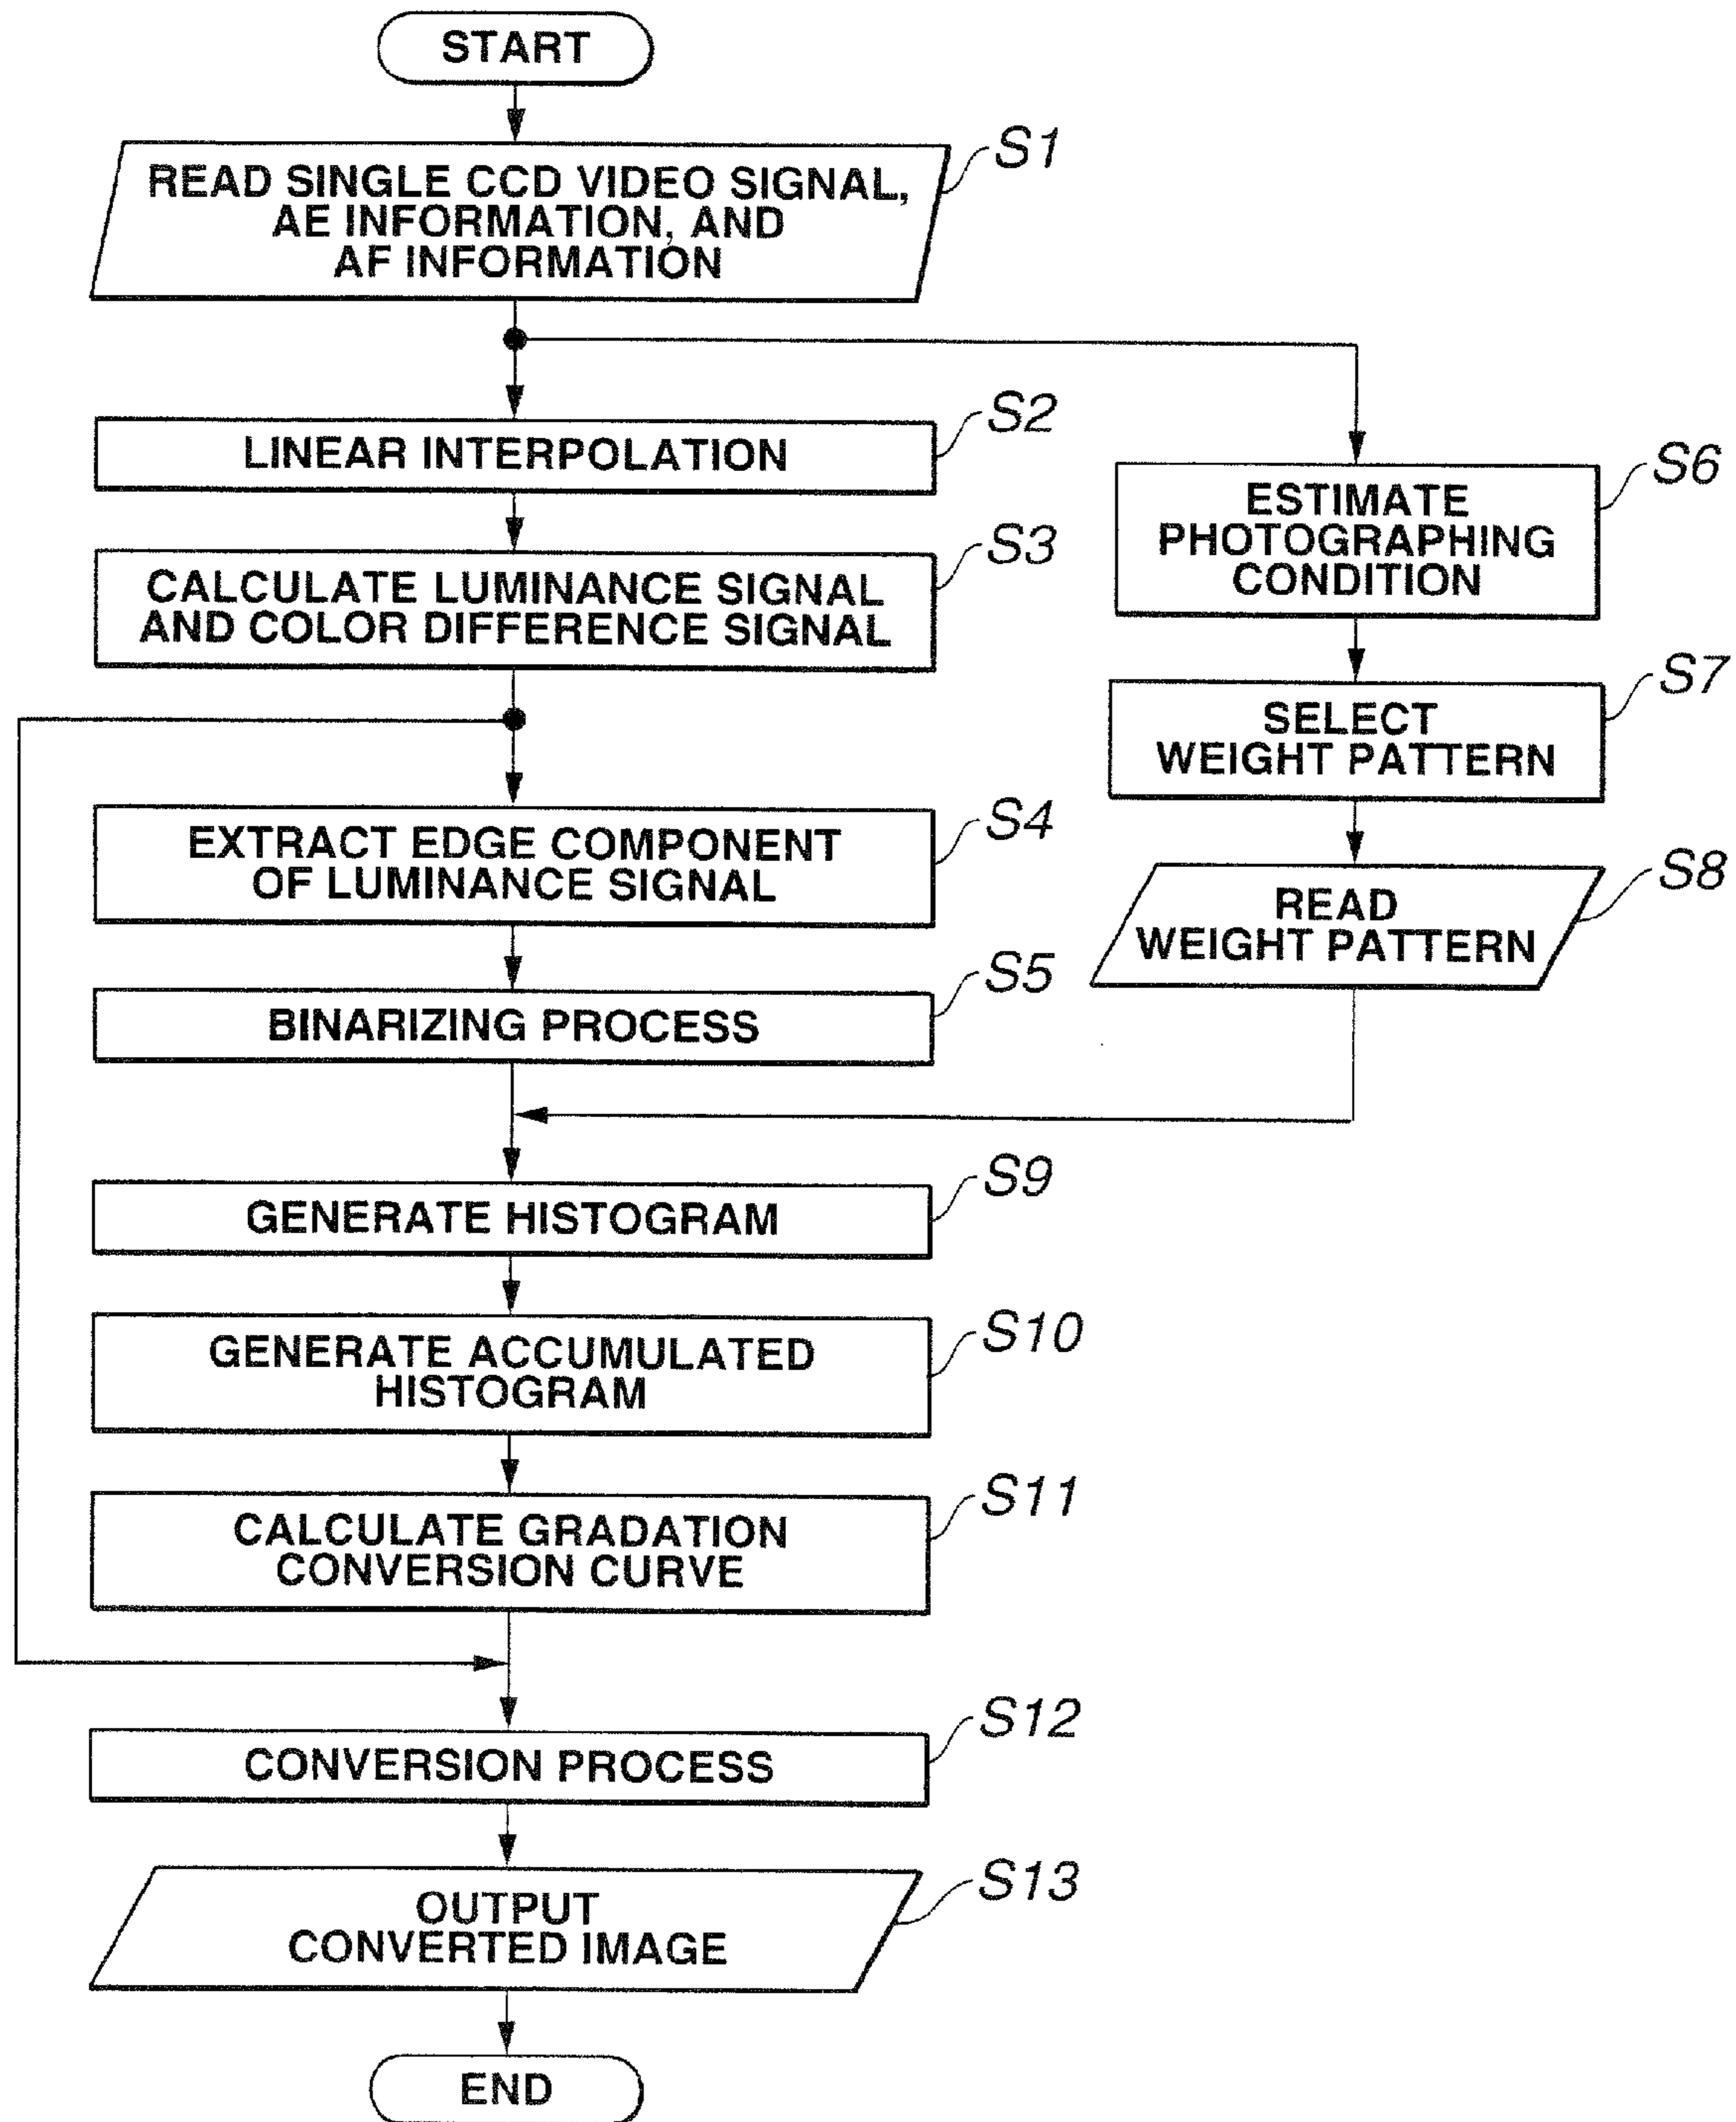 START
S1
READ SINGLE CCD VIDEO SIGNAL,
AE INFORMATION, AND
AF INFORMATION
S2
LINEAR INTERPOLATION
S3
CALCULATE LUMINANCE SIGNAL
AND COLOR DIFFERENCE SIGNAL
S6
ESTIMATE
PHOTOGRAPHING
CONDITION
S7
SELECT
WEIGHT PATTERN
S4
EXTRACT EDGE COMPONENT
OF LUMINANCE SIGNAL
S8
READ
WEIGHT PATTERN
S5
BINARIZING PROCESS
S9
GENERATE HISTOGRAM
S10
GENERATE ACCUMULATED
HISTOGRAM
S11
CALCULATE GRADATION
CONVERSION CURVE
S12
CONVERSION PROCESS
S13
OUTPUT
CONVERTED IMAGE
END